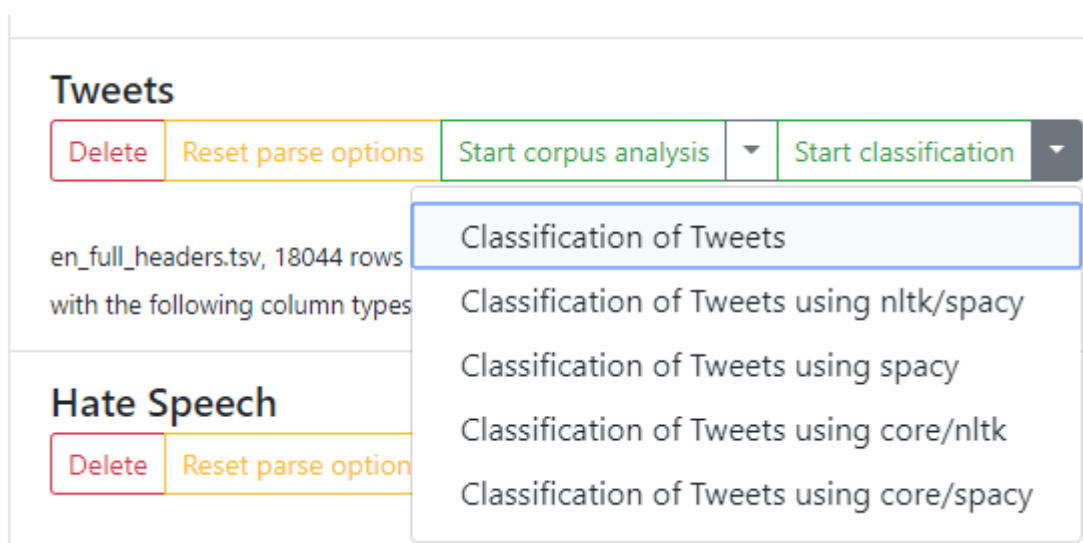 Tweets
Delete Reset parse options Start corpus analysis Start classification
Classification of Tweets
Classification of Tweets using nltk/spacy
Classification of Tweets using spacy
Classification of Tweets using core/nltk
Classification of Tweets using core/spacy
en_full_headers.tsv, 18044 rows
with the following column types
Hate Speech
Delete Reset parse option